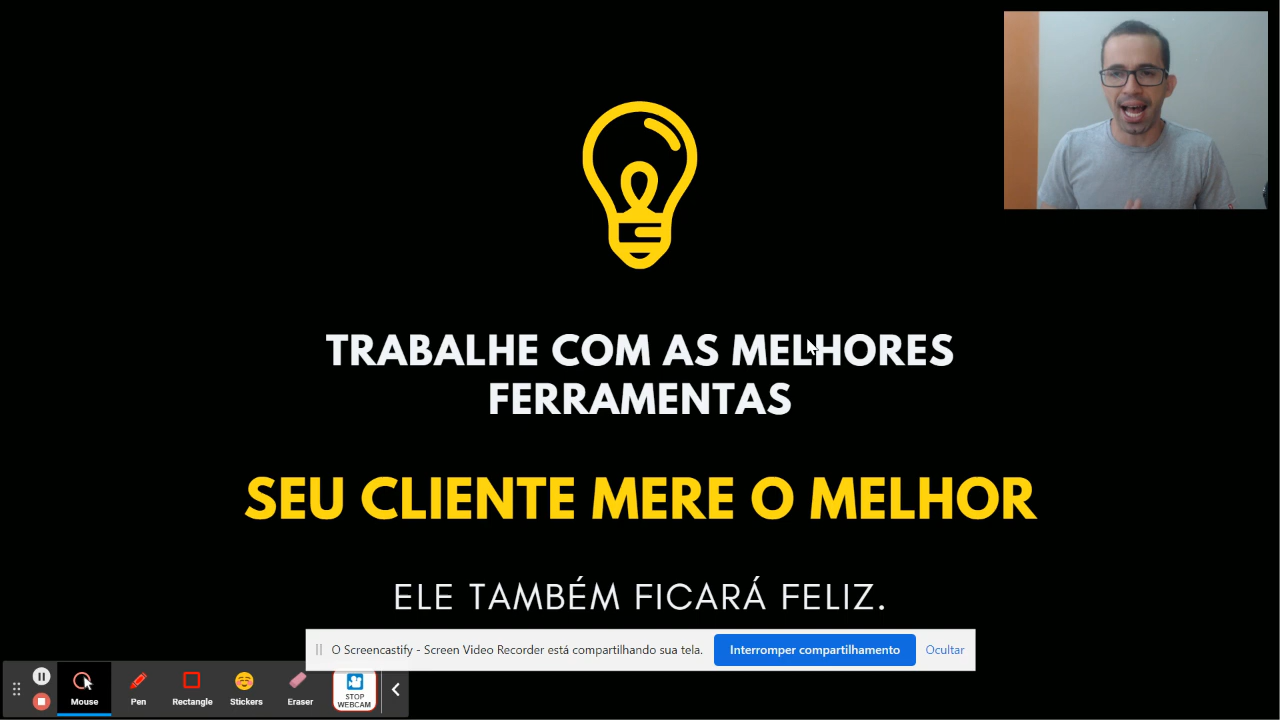 TRABALHE COM AS MELHORES
FERRAMENTAS
SEU CLIENTE MERE O MELHOR
ELE TAMBÉM FICARÁ FELIZ.
O Screencastify - Screen Video Recorder está compartilhando sua tela.
Interromper compartilhamento
Ocultar
Mouse
Pen
Rectangle
Stickers
Eraser
STOP
WEBCAM